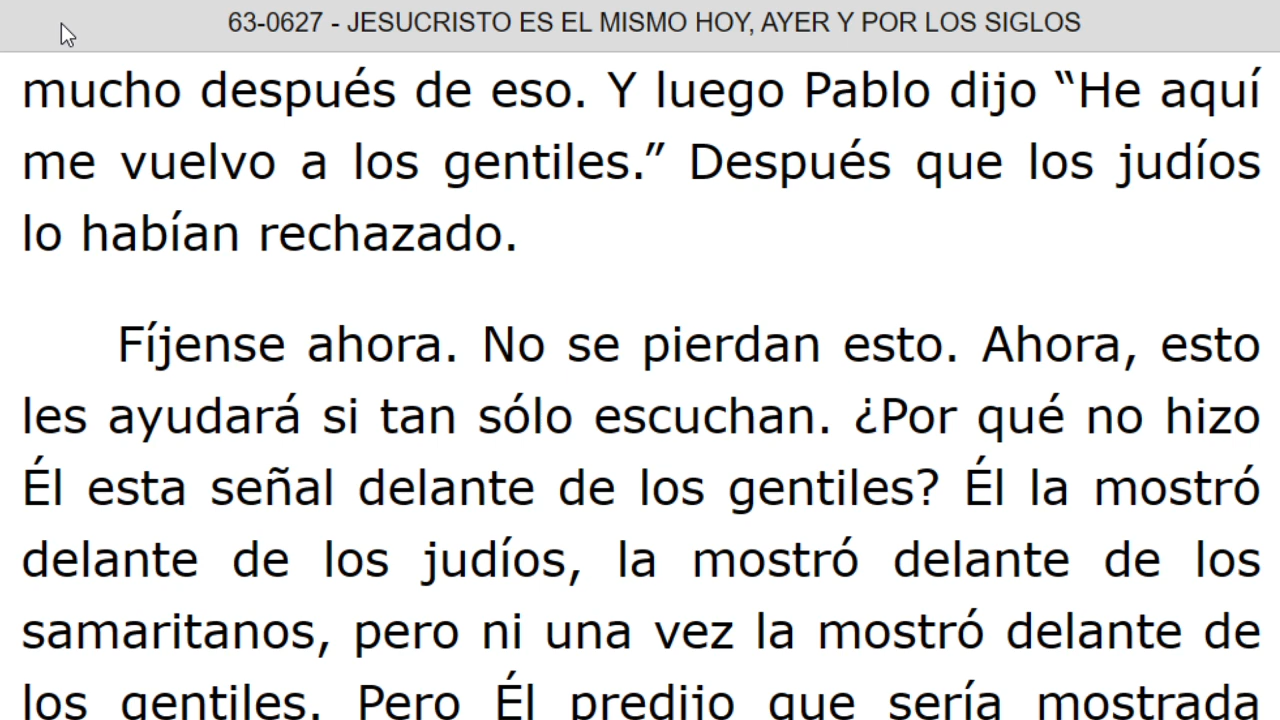 63-0627 - JESUCRISTO ES EL MISMO HOY, AYER Y POR LOS SIGLOS
mucho después de eso. Y luego Pablo dijo “He aquí
me vuelvo a los gentiles.” Después que los judíos
lo habían rechazado.
Fíjense ahora. No se pierdan esto. Ahora, esto
les ayudará si tan sólo escuchan. ¿Por qué no hizo
Él esta señal delante de los gentiles? Él la mostró
delante de los judíos, la mostró delante de los
samaritanos, pero ni una vez la mostró delante de
los gentiles. Pero Él predijo que sería mostrada